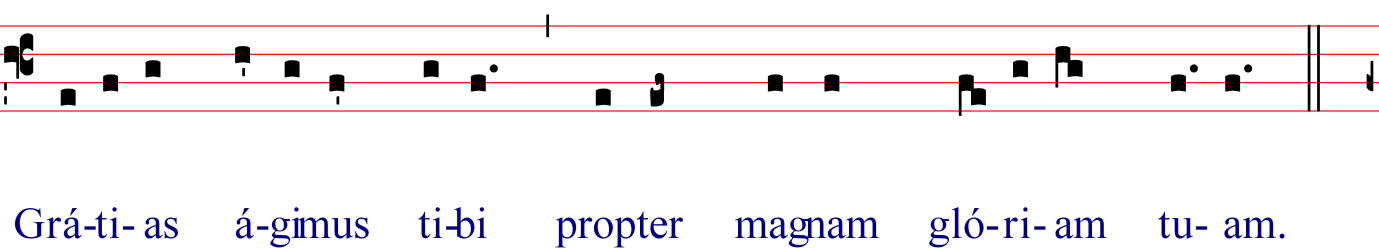 Grá-ti- as á-gimus ti-bi propter magnam gló-ri- am tu- am.